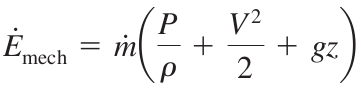 Ė_mech = ṁ(P/ρ + V²/2 + gz)